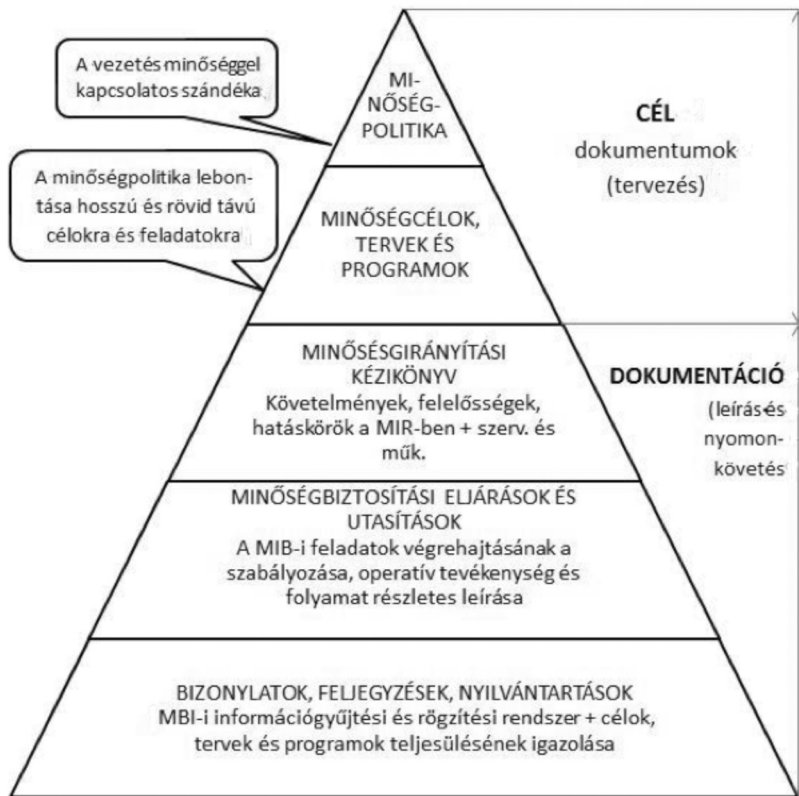 A vezetés minőséggel
kapcsolatos szándéka
MI-
NŐSÉG-
POLITIKA
CÉL
dokumentumok
(tervezés)
A minőségpolitika lebon-
tása hosszú és rövid távú
célokra és feladatokra
MINŐSÉGCÉLOK,
TERVEK ÉS
PROGRAMOK
MINŐSÉSGIRÁNYÍTÁSI
KÉZIKÖNYV
Követelmények, felelősségek,
hatáskörök a MIR-ben + szerv. és
műk.
DOKUMENTÁCIÓ
(leírás és
nyomon-
követés
MINŐSÉGBIZTOSÍTÁSI ELJÁRÁSOK ÉS
UTASÍTÁSOK
A MIB-i feladatok végrehajtásának a
szabályozása, operatív tevékenység és
folyamat részletes leírása
BIZONYLATOK, FELJEGYZÉSEK, NYILVÁNTARTÁSOK
MBI-i információgyűjtési és rögzítési rendszer + célok,
tervek és programok teljesülésének igazolása